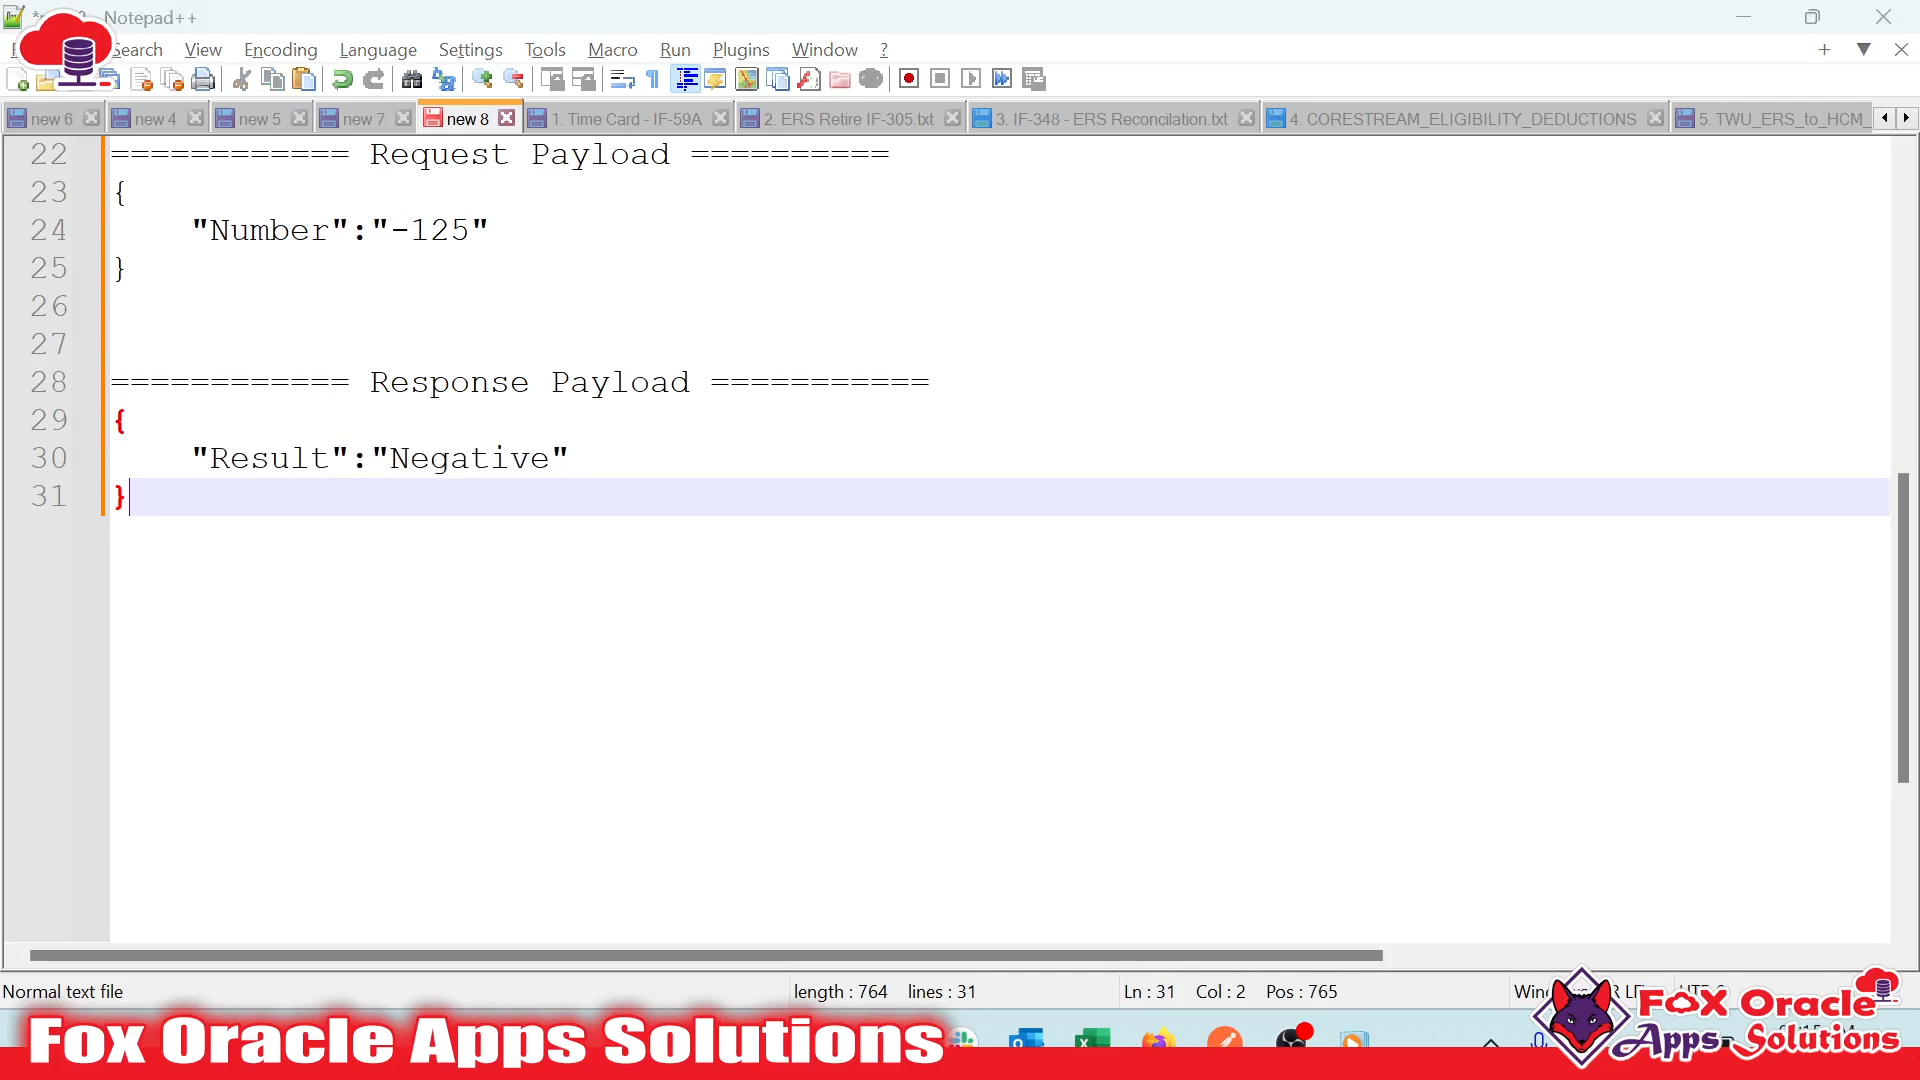 Notepad++
Search View Encoding Language Settings Tools Macro Run Plugins Window ?
new 6 new 4 new 5 new 7 new 8 1. Time Card - IF-59A 2. ERS Retire IF-305.txt 3. IF-348 - ERS Reconcilation.txt 4. CORESTREAM_ELIGIBILITY_DEDUCTIONS 5. TWU_ERS_to_HCM_
22 ============ Request Payload ==========
23 {
24 "Number":"-125"
25 }
26
27
28 ============ Response Payload ===========
29 {
30 "Result":"Negative"
31 }
Normal text file length : 764 lines : 31 Ln : 31 Col : 2 Pos : 765
Fox Oracle Apps Solutions
Fox Oracle
Apps Solutions